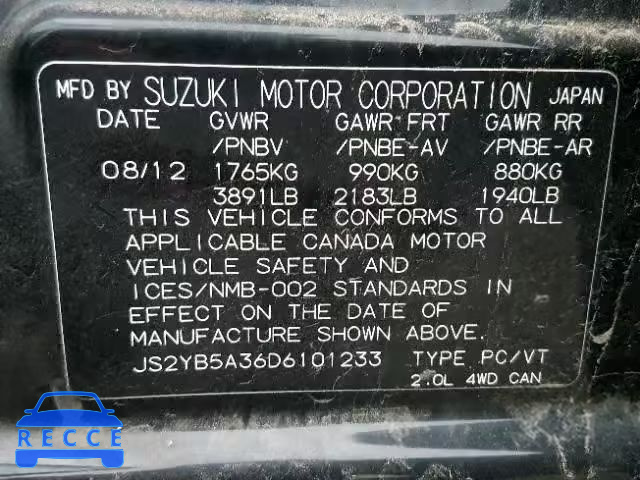 MFD BY SUZUKI MOTOR CORPORATION JAPAN
DATE GVWR GAWR FRT GAWR RR
/PNBV /PNBE-AV /PNBE-AR
08/12 1765KG 990KG 880KG
3891LB 2183LB 1940LB
THIS VEHICLE CONFORMS TO ALL
APPLICABLE CANADA MOTOR
VEHICLE SAFETY AND
ICES/NMB-002 STANDARDS IN
EFFECT ON THE DATE OF
MANUFACTURE SHOWN ABOVE.
JS2YB5A36D6101233 TYPE PC/VT
2.0L 4WD CAN
RECCE